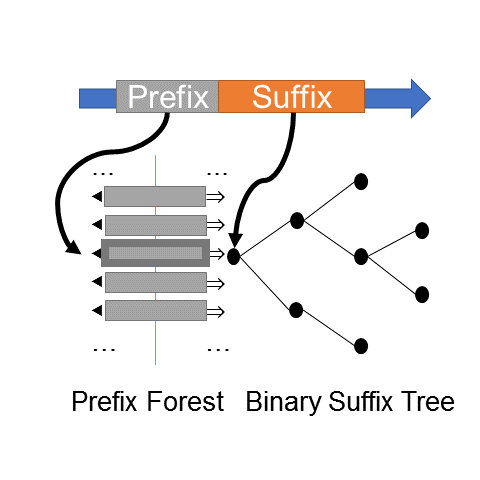 Prefix Suffix
... ...
... ...
Prefix Forest Binary Suffix Tree